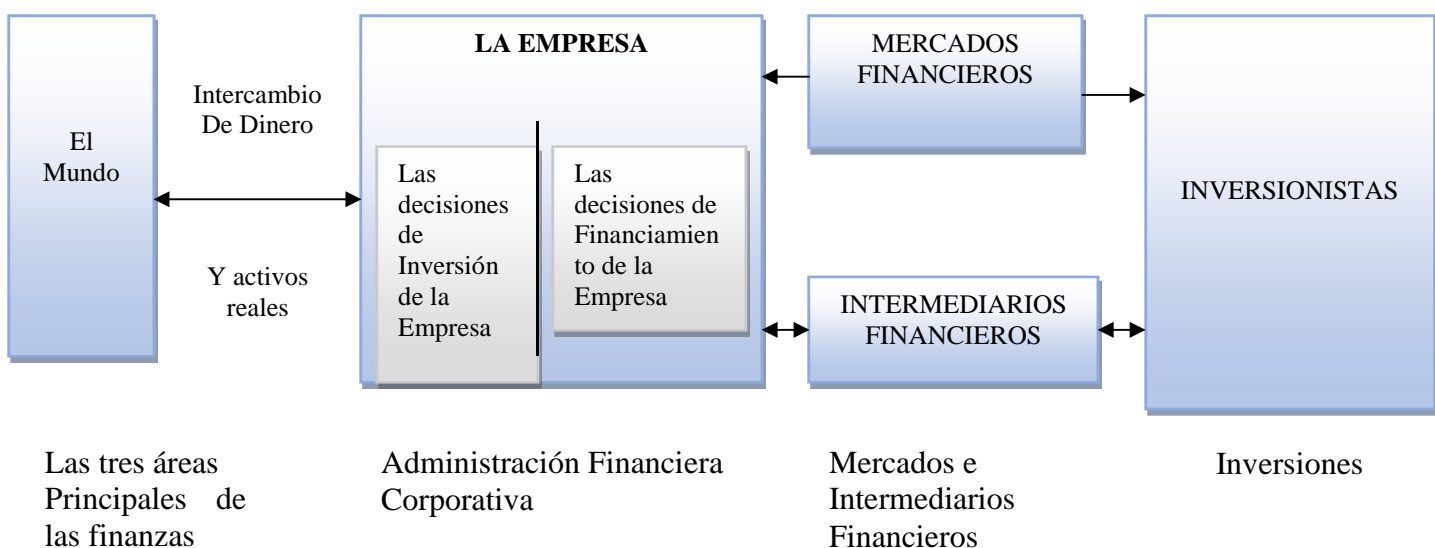 El
Mundo
Intercambio
De Dinero
Y activos
reales
LA EMPRESA
Las
decisiones
de
Inversión
de la
Empresa
Las
decisiones de
Financiamien
to de la
Empresa
MERCADOS
FINANCIEROS
INTERMEDIARIOS
FINANCIEROS
INVERSIONISTAS
Las tres áreas
Principales de
las finanzas
Administración Financiera
Corporativa
Mercados e
Intermediarios
Financieros
Inversiones